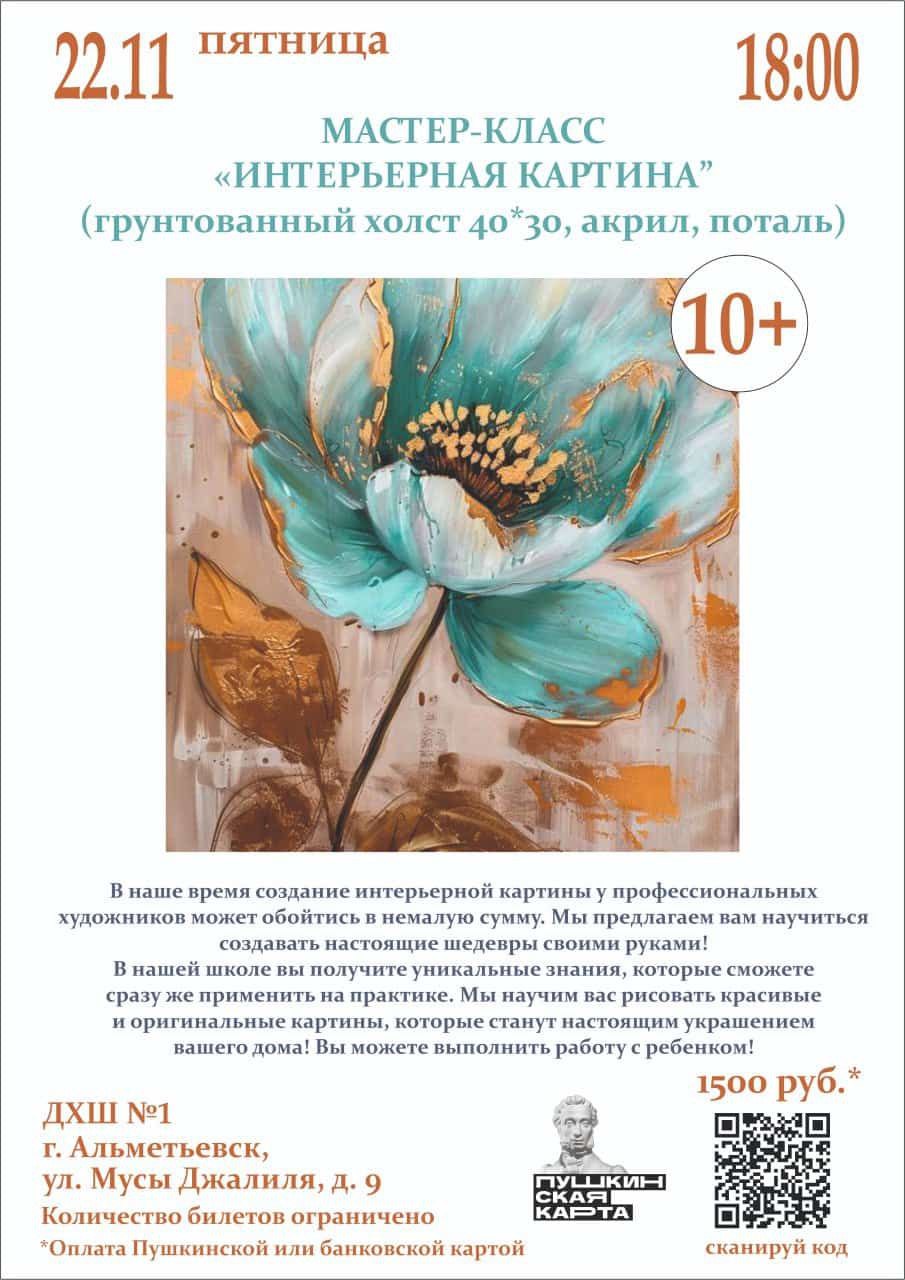 22.11 пятница 18:00
МАСТЕР-КЛАСС
«ИНТЕРЬЕРНАЯ КАРТИНА”
(грунтованный холст 40*30, акрил, поталь)
10+
В наше время создание интерьерной картины у профессиональных
художников может обойтись в немалую сумму. Мы предлагаем вам научиться
создавать настоящие шедевры своими руками!
В нашей школе вы получите уникальные знания, которые сможете
сразу же применить на практике. Мы научим вас рисовать красивые
и оригинальные картины, которые станут настоящим украшением
вашего дома! Вы можете выполнить работу с ребенком!
1500 руб.*
ДХШ №1
г. Альметьевск,
ул. Мусы Джалиля, д. 9
Количество билетов ограничено
*Оплата Пушкинской или банковской картой
ПУШКИН
СКАЯ
КАРТА
сканируй код